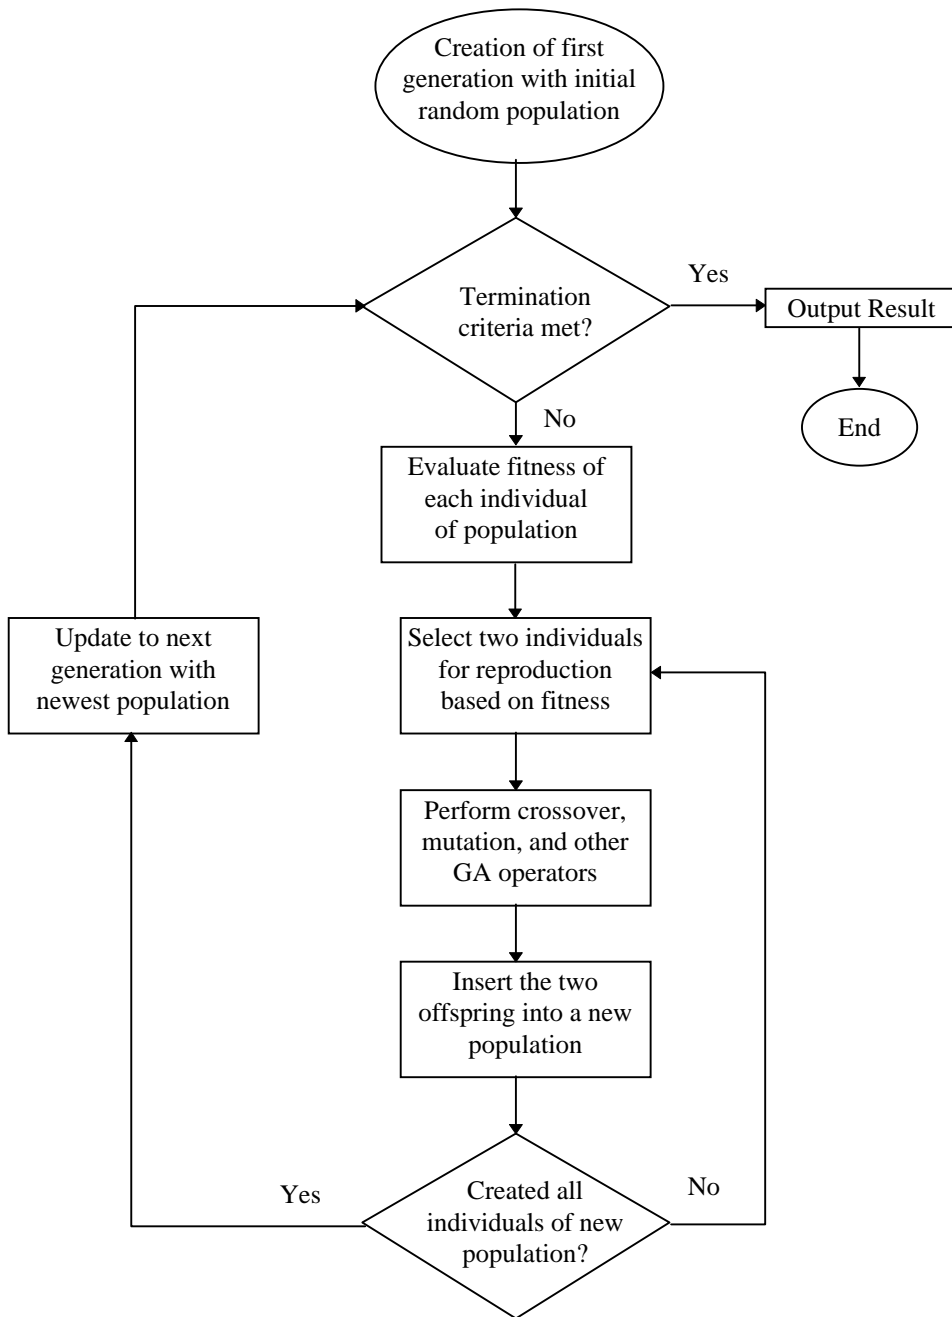 Creation of first
generation with initial
random population
Termination
criteria met?
Yes
Output Result
End
No
Evaluate fitness of
each individual
of population
Update to next
generation with
newest population
Select two individuals
for reproduction
based on fitness
Perform crossover,
mutation, and other
GA operators
Insert the two
offspring into a new
population
Yes
Created all
individuals of new
population?
No